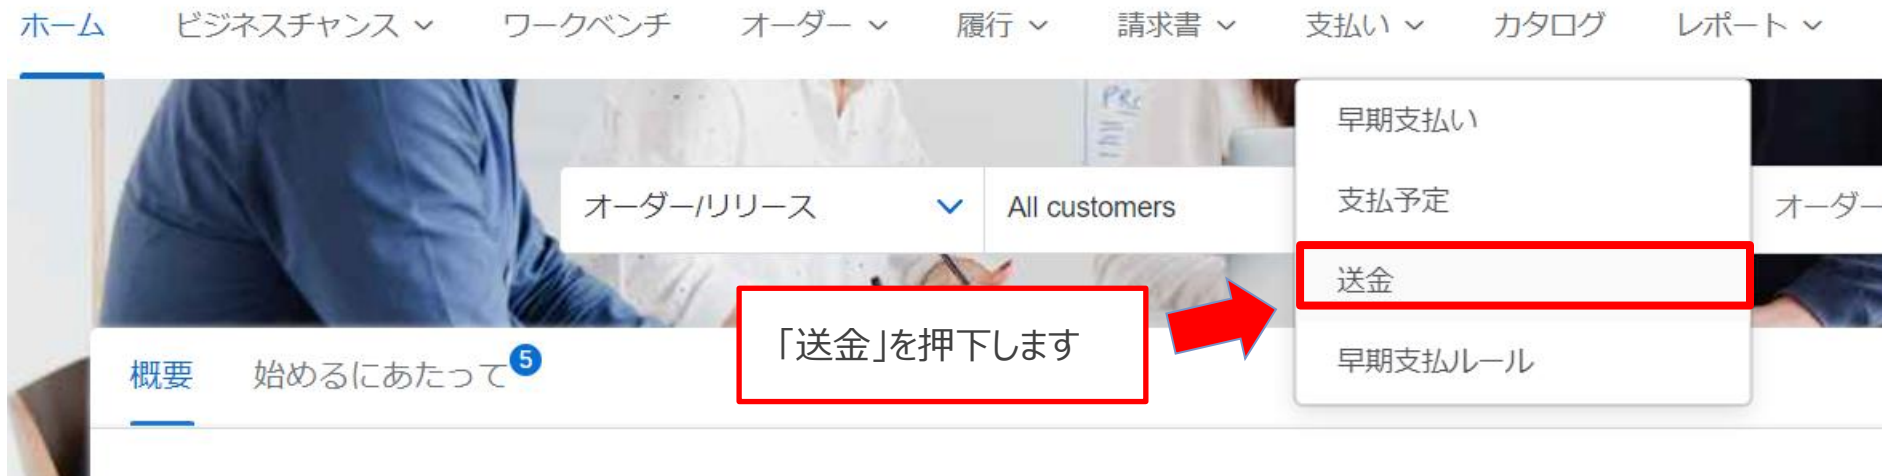 ホーム ビジネスチャンス ワークベンチ オーダー 履行 請求書 支払い カタログ レポート
早期支払い
オーダー/リリース All customers 支払予定 オーダー
送金
「送金」を押下します
概要 始めるにあたって 5 早期支払ルール